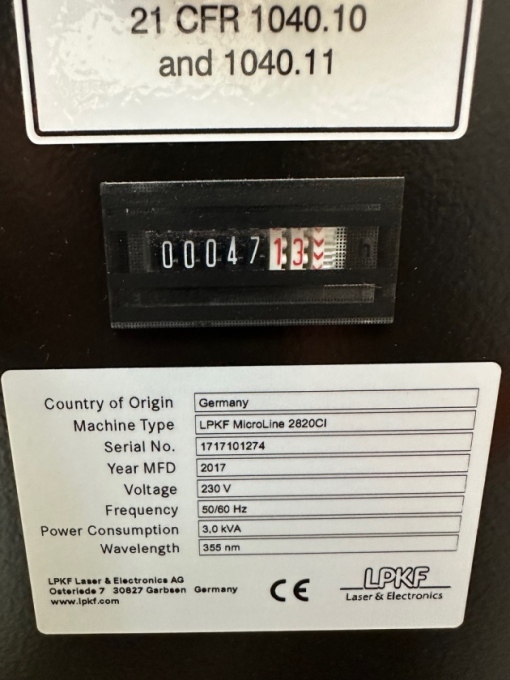 21 CFR 1040.10
and 1040.11
0004713 h
Country of Origin Germany
Machine Type LPKF MicroLine 2820CI
Serial No. 1717101274
Year MFD 2017
Voltage 230 V
Frequency 50/60 Hz
Power Consumption 3,0 kVA
Wavelength 355 nm
LPKF Laser & Electronics AG
Osteriede 7 30827 Garbsen Germany
www.lpkf.com
CE
LPKF
Laser & Electronics